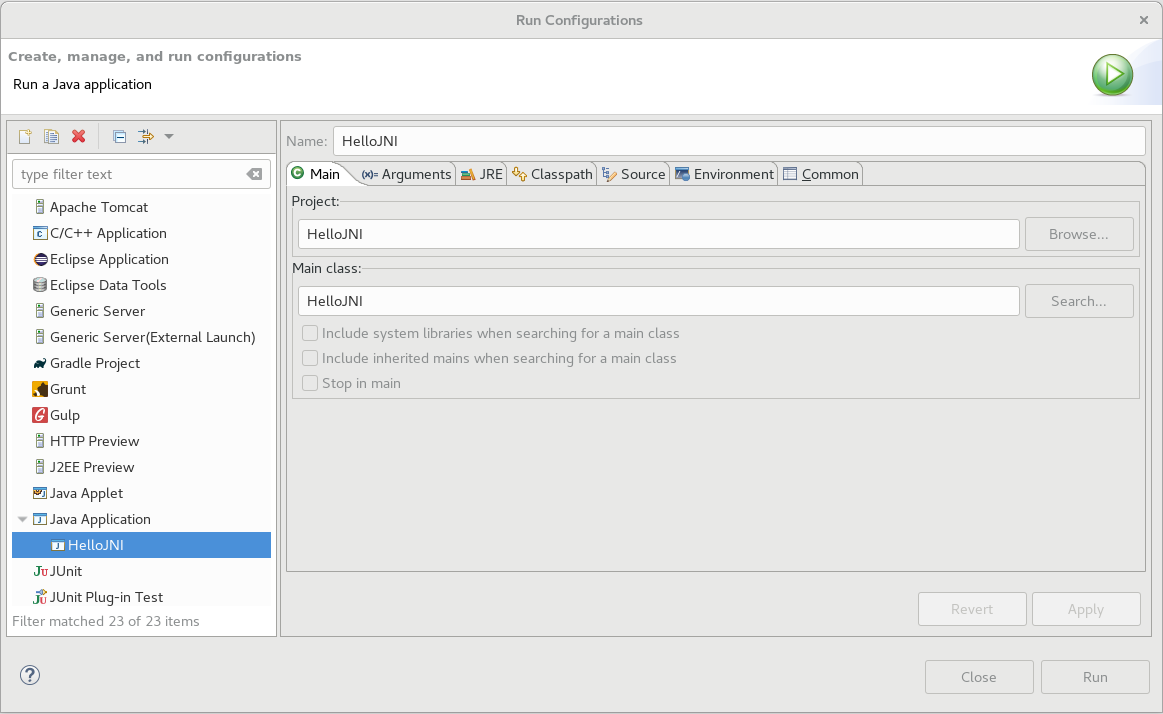 Run Configurations
Create, manage, and run configurations
Run a Java application
type filter text
Apache Tomcat
C/C++ Application
Eclipse Application
Eclipse Data Tools
Generic Server
Generic Server(External Launch)
Gradle Project
Grunt
Gulp
HTTP Preview
J2EE Preview
Java Applet
Java Application
HelloJNI
JUnit
JUnit Plug-in Test
Filter matched 23 of 23 items
Name: HelloJNI
Main (x)= Arguments JRE Classpath Source Environment Common
Project:
HelloJNI Browse...
Main class:
HelloJNI Search...
Include system libraries when searching for a main class
Include inherited mains when searching for a main class
Stop in main
Revert Apply
? Close Run